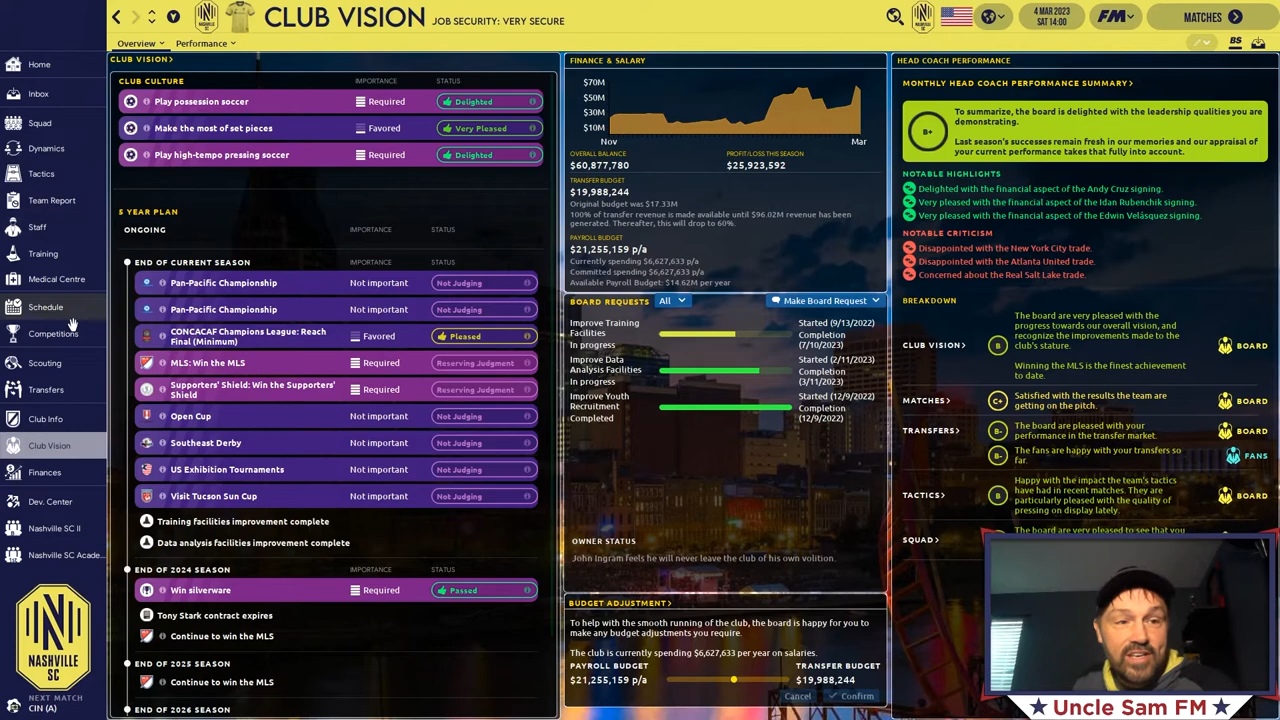 CLUB VISION
JOB SECURITY: VERY SECURE
4 MAR 2023
SAT 14:00
FM
MATCHES
Overview
Performance
BS
Home
Inbox
Squad
Dynamics
Tactics
Team Report
Staff
Training
Medical Centre
Schedule
Competitions
Scouting
Transfers
Club Info
Club Vision
Finances
Dev. Center
Nashville SC II
Nashville SC Acade...
NASHVILLE
SC
NEXT MATCH
CIN (A)
CLUB VISION>
CLUB CULTURE IMPORTANCE STATUS
Play possession soccer Required Delighted
Make the most of set pieces Favored Very Pleased
Play high-tempo pressing soccer Required Delighted
5 YEAR PLAN
ONGOING IMPORTANCE STATUS
END OF CURRENT SEASON IMPORTANCE STATUS
Pan-Pacific Championship Not important Not Judging
Pan-Pacific Championship Not important Not Judging
CONCACAF Champions League: Reach
Final (Minimum) Favored Pleased
MLS: Win the MLS Required Reserving Judgment
Supporters' Shield: Win the Supporters'
Shield Required Reserving Judgment
Open Cup Not important Not Judging
Southeast Derby Not important Not Judging
US Exhibition Tournaments Not important Not Judging
Visit Tucson Sun Cup Not important Not Judging
Training facilities improvement complete
Data analysis facilities improvement complete
END OF 2024 SEASON IMPORTANCE STATUS
Win silverware Required Passed
Tony Stark contract expires
Continue to win the MLS
END OF 2025 SEASON
Continue to win the MLS
END OF 2026 SEASON
FINANCE & SALARY
$70M
$50M
$30M
$10M
Nov Mar
OVERALL BALANCE PROFIT/LOSS THIS SEASON
$60,877,780 $25,923,592
TRANSFER BUDGET
$19,988,244
Original budget was $17.33M
100% of transfer revenue is made available until $96.02M revenue has been
generated. Thereafter, this will drop to 60%.
PAYROLL BUDGET
$21,255,159 p/a
Currently spending $6,627,633 p/a
Committed spending $6,627,633 p/a
Available Payroll Budget: $14.62M per year
BOARD REQUESTS All Make Board Request
Improve Training
Facilities
In progress
Started (9/13/2022)
Completion
(7/10/2023)
Improve Data
Analysis Facilities
In progress
Started (2/11/2023)
Completion
(3/11/2023)
Improve Youth
Recruitment
Completed
Started (12/9/2022)
Completion
(12/9/2022)
OWNER STATUS
John Ingram feels he will never leave the club of his own volition.
BUDGET ADJUSTMENT>
To help with the smooth running of the club, the board is happy for you to
make any budget adjustments you require.
The club is currently spending $6,627,633 per year on salaries.
PAYROLL BUDGET TRANSFER BUDGET
$21,255,159 p/a $19,988,244
Cancel Confirm
HEAD COACH PERFORMANCE
MONTHLY HEAD COACH PERFORMANCE SUMMARY>
B+
To summarize, the board is delighted with the leadership qualities you are
demonstrating.
Last season's successes remain fresh in our memories and our appraisal of
your current performance takes that fully into account.
NOTABLE HIGHLIGHTS
Delighted with the financial aspect of the Andy Cruz signing.
Very pleased with the financial aspect of the Idan Rubenchik signing.
Very pleased with the financial aspect of the Edwin Velásquez signing.
NOTABLE CRITICISM
Disappointed with the New York City trade.
Disappointed with the Atlanta United trade.
Concerned about the Real Salt Lake trade.
BREAKDOWN
CLUB VISION> B
The board are very pleased with the
progress towards our overall vision, and
recognize the improvements made to the
club's stature.
Winning the MLS is the finest achievement
to date.
BOARD
MATCHES> C+
Satisfied with the results the team are
getting on the pitch.
BOARD
TRANSFERS> B-
The board are pleased with your
performance in the transfer market.
BOARD
B-
The fans are happy with your transfers so
far.
FANS
TACTICS> B
Happy with the impact the team's tactics
have had in recent matches. They are
particularly pleased with the quality of
pressing on display lately.
BOARD
SQUAD>
The board are very pleased to see that you
Uncle Sam FM